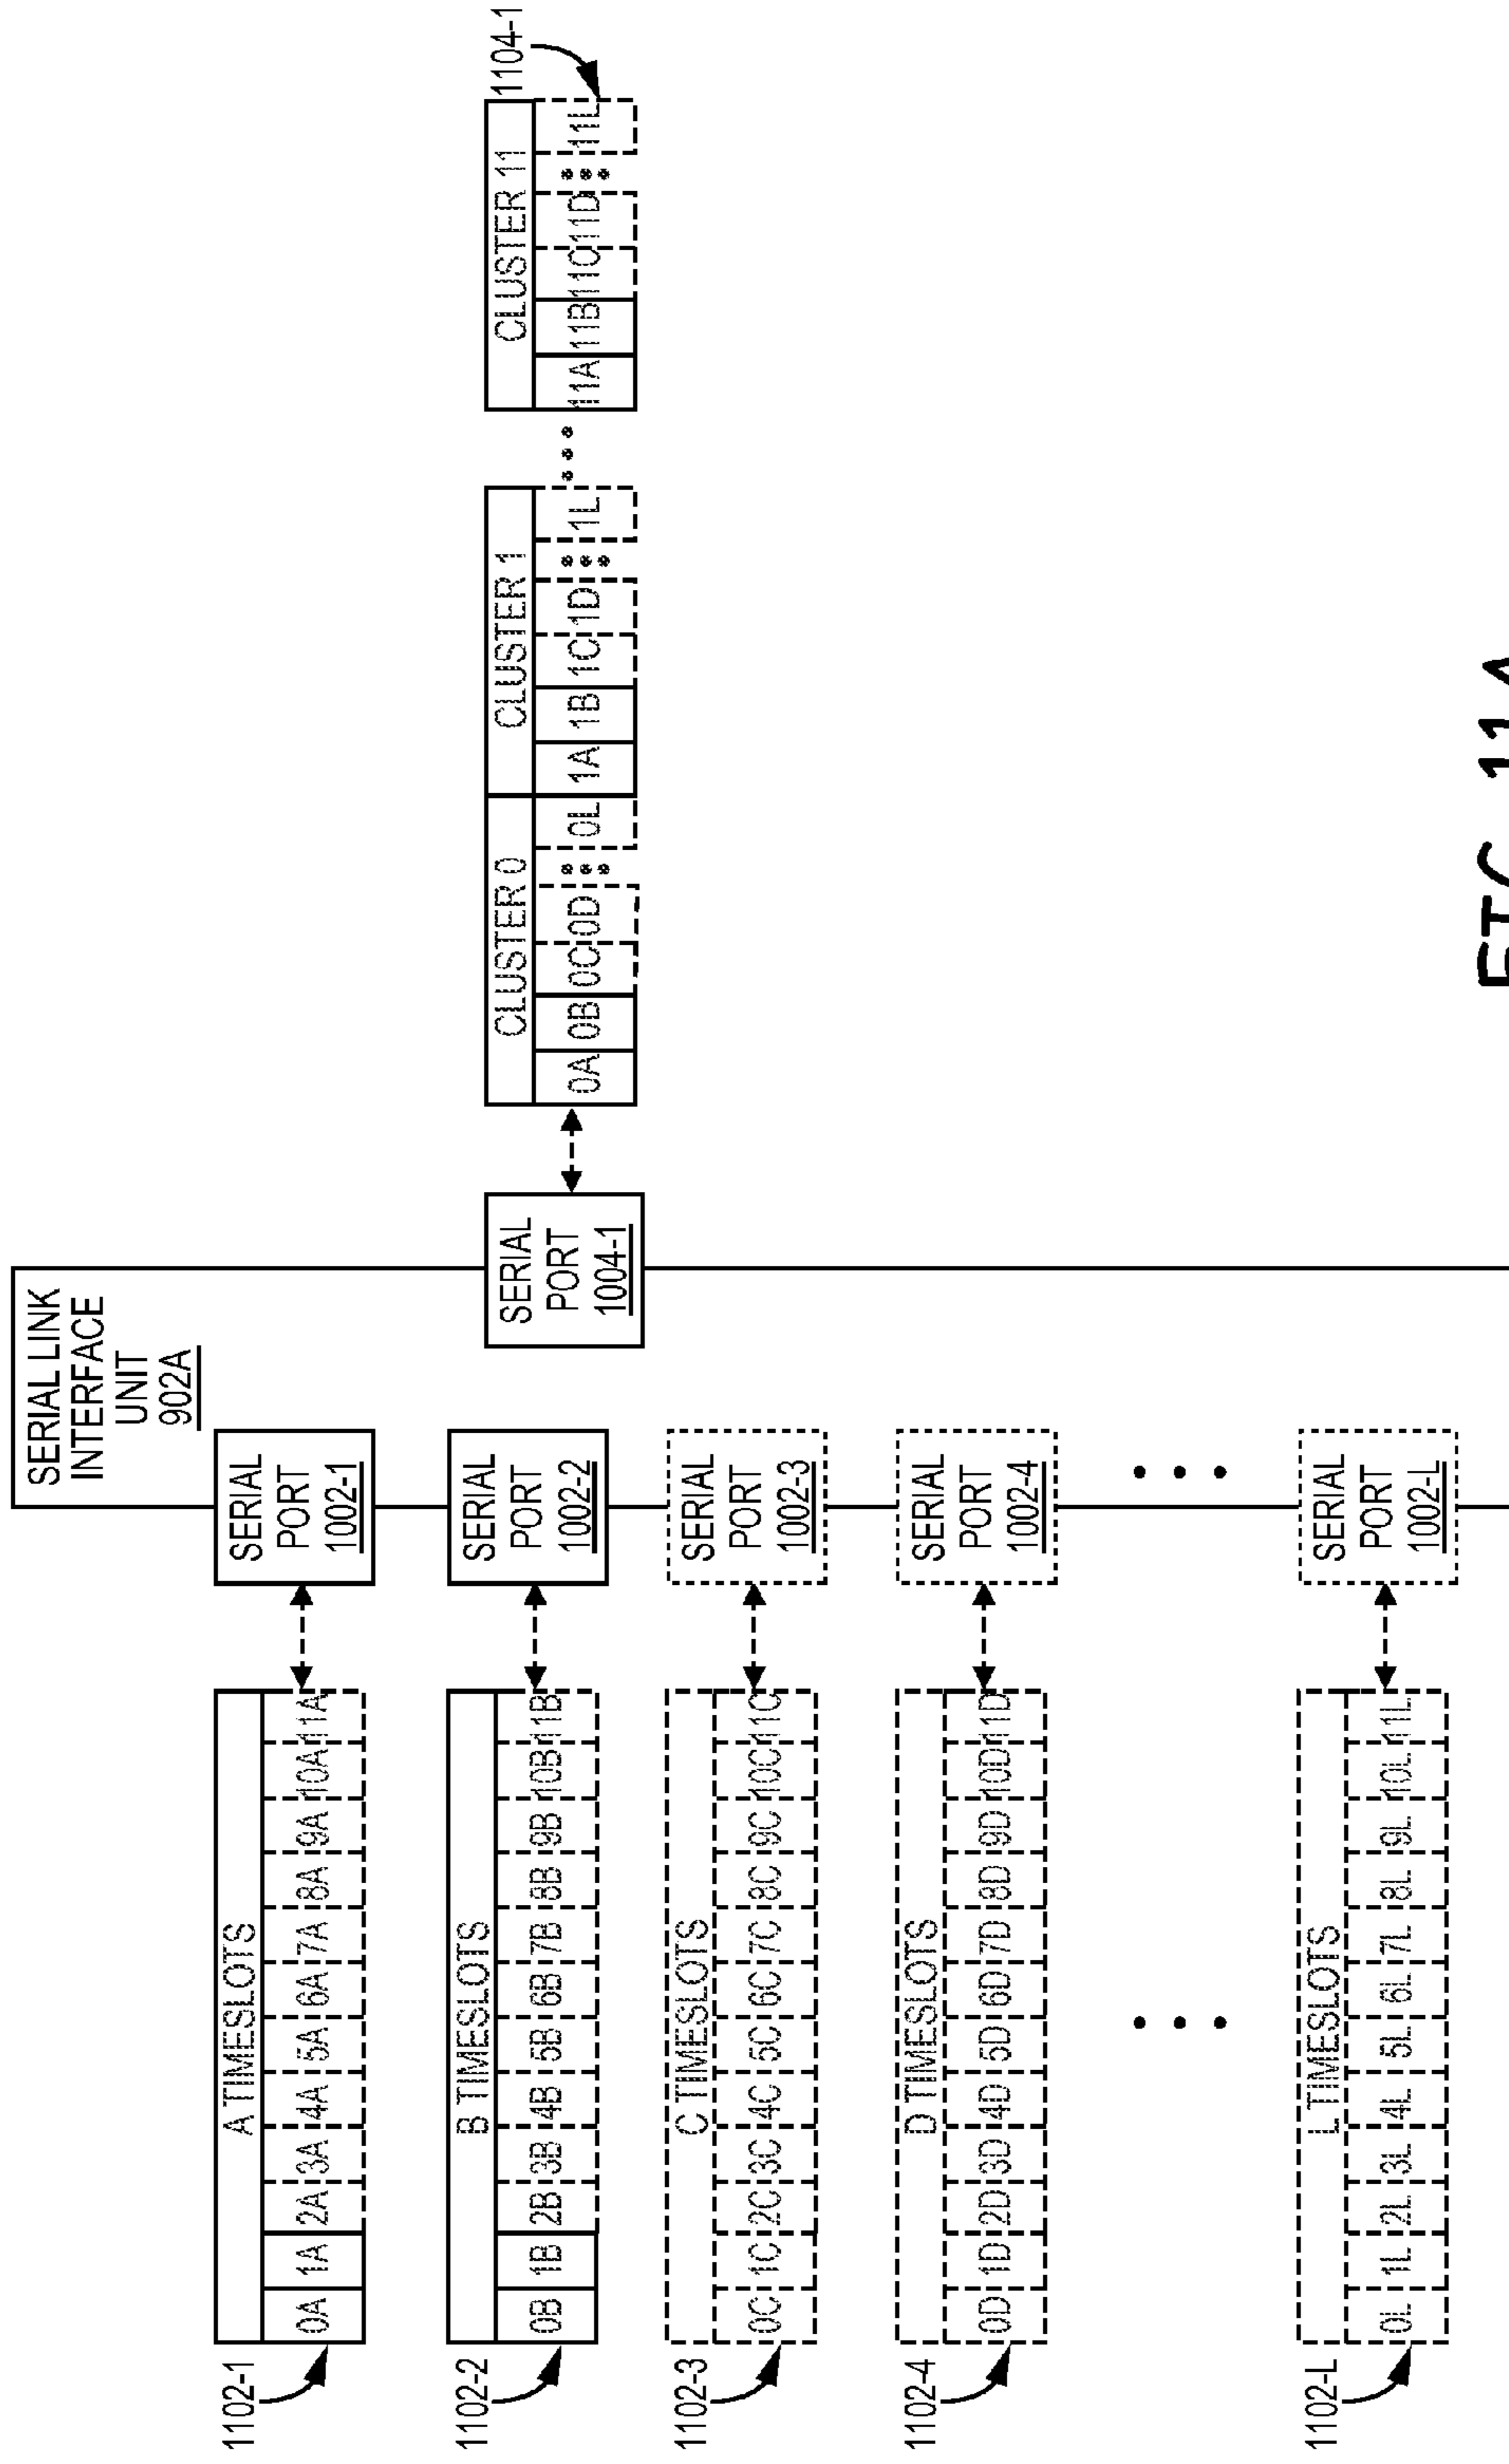 SERIAL LINK
INTERFACE
UNIT
902A
1102-1
A TIMESLOTS
0A 1A 2A 3A 4A 5A 6A 7A 8A 9A 10A 11A
SERIAL
PORT
1002-1
1102-2
B TIMESLOTS
0B 1B 2B 3B 4B 5B 6B 7B 8B 9B 10B 11B
SERIAL
PORT
1002-2
1102-3
C TIMESLOTS
0C 1C 2C 3C 4C 5C 6C 7C 8C 9C 10C 11C
SERIAL
PORT
1002-3
1102-4
D TIMESLOTS
0D 1D 2D 3D 4D 5D 6D 7D 8D 9D 10D 11D
SERIAL
PORT
1002-4
1102-L
L TIMESLOTS
0L 1L 2L 3L 4L 5L 6L 7L 8L 9L 10L 11L
SERIAL
PORT
1002-L
SERIAL
PORT
1004-1
CLUSTER 0
0A 0B 0C 0D 0L
CLUSTER 1
1A 1B 1C 1D 1L
CLUSTER 11
11A 11B 11C 11D 11L
1104-1
FIG. 11A